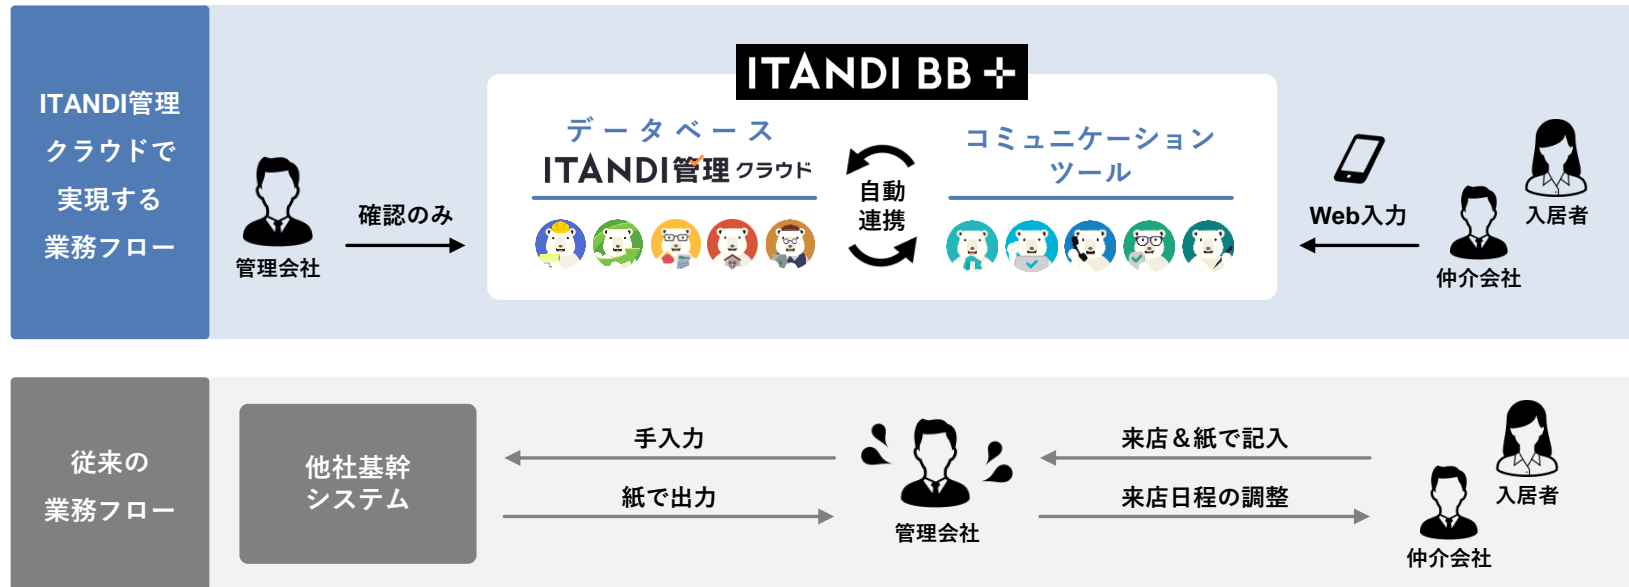 ITANDI管理
クラウドで
実現する
業務フロー
管理会社
確認のみ
ITANDI BB +
データベース
ITANDI管理クラウド
自動
連携
コミュニケーション
ツール
Web入力
入居者
仲介会社
従来の
業務フロー
他社基幹
システム
手入力
紙で出力
管理会社
来店＆紙で記入
来店日程の調整
入居者
仲介会社